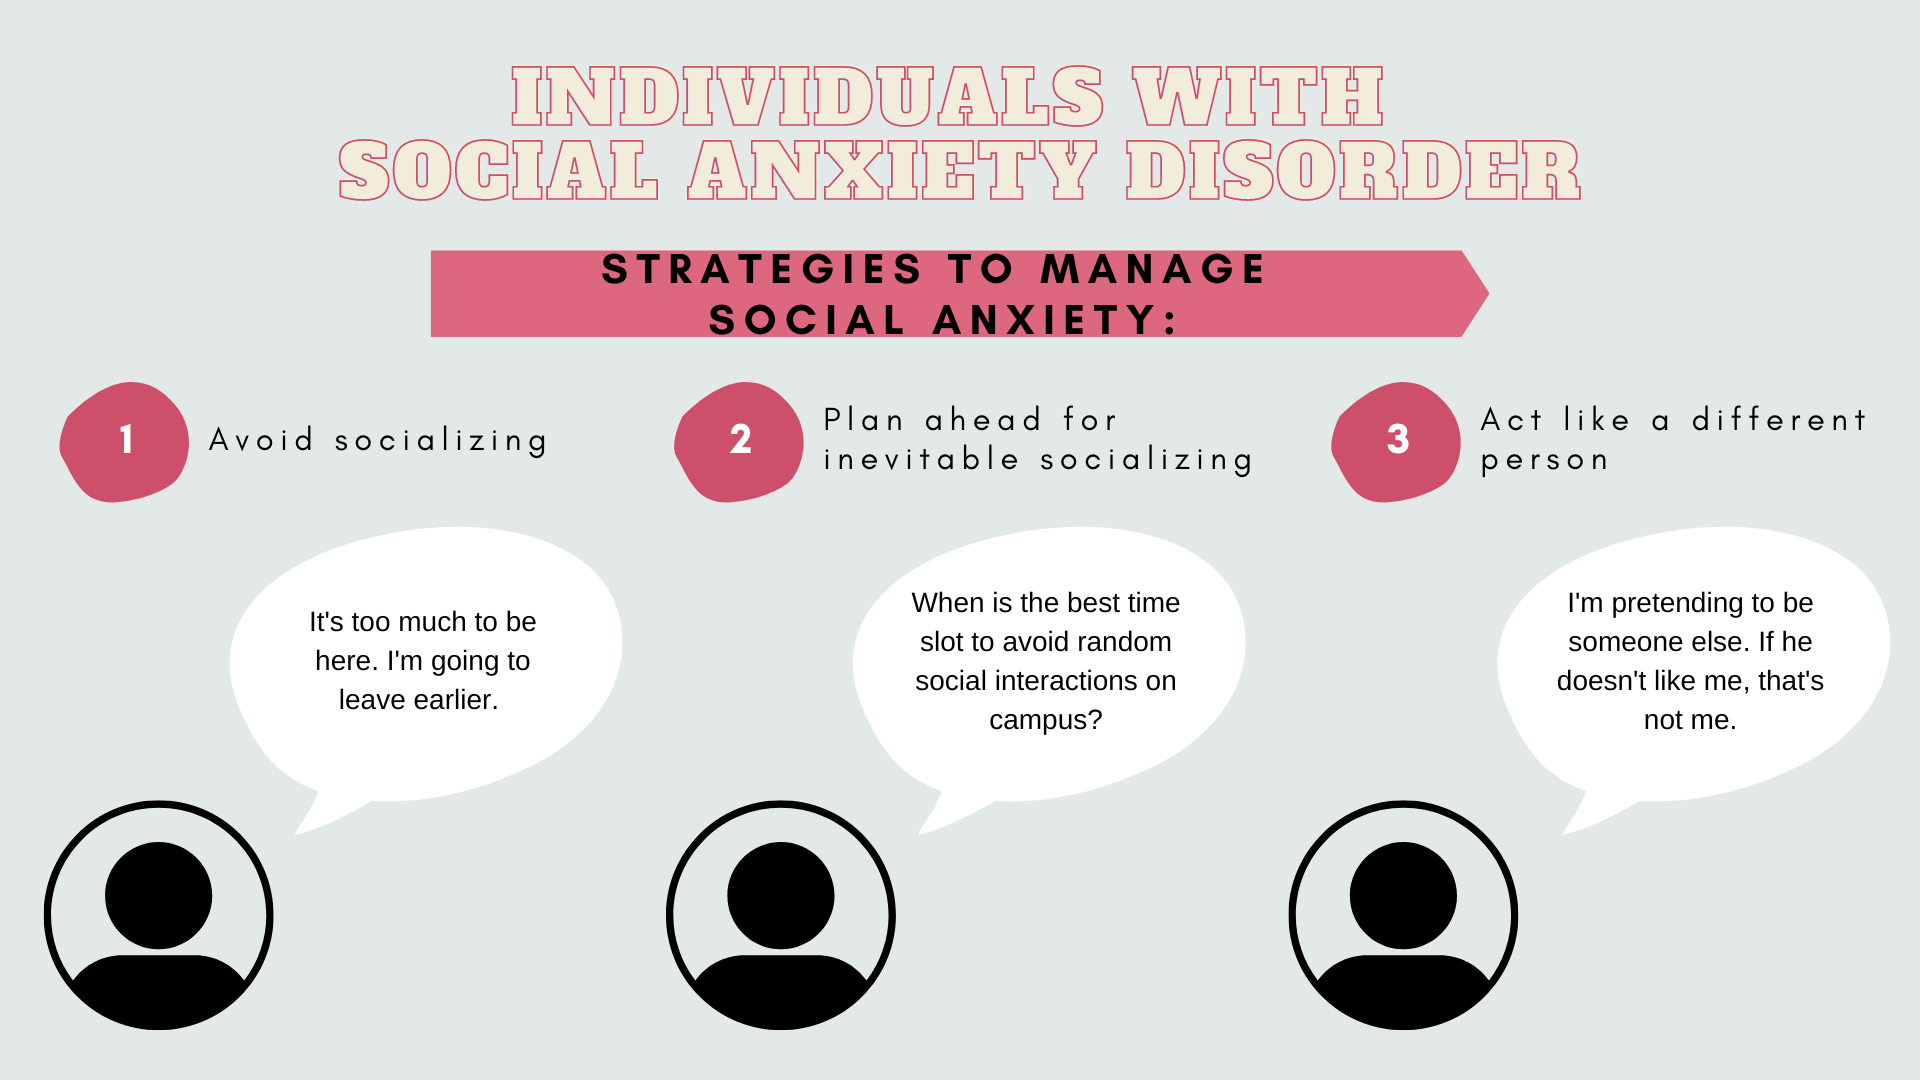 INDIVIDUALS WITH
SOCIAL ANXIETY DISORDER
STRATEGIES TO MANAGE
SOCIAL ANXIETY:
1
Avoid socializing
2
Plan ahead for
inevitable socializing
3
Act like a different
person
It's too much to be
here. I'm going to
leave earlier.
When is the best time
slot to avoid random
social interactions on
campus?
I'm pretending to be
someone else. If he
doesn't like me, that's
not me.